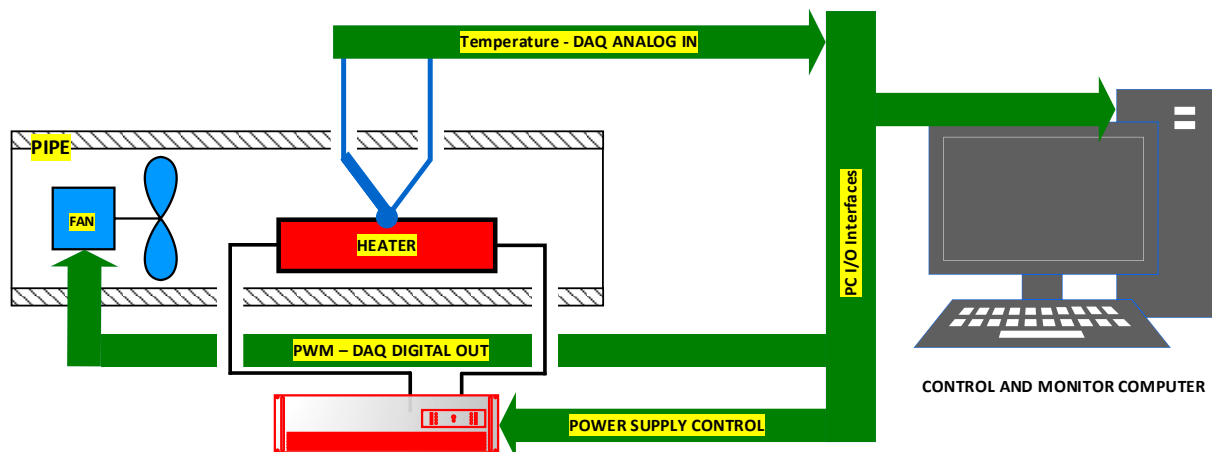 Temperature - DAQ ANALOG IN
PIPE
FAN
HEATER
PC I/O Interfaces
PWM – DAQ DIGITAL OUT
CONTROL AND MONITOR COMPUTER
POWER SUPPLY CONTROL